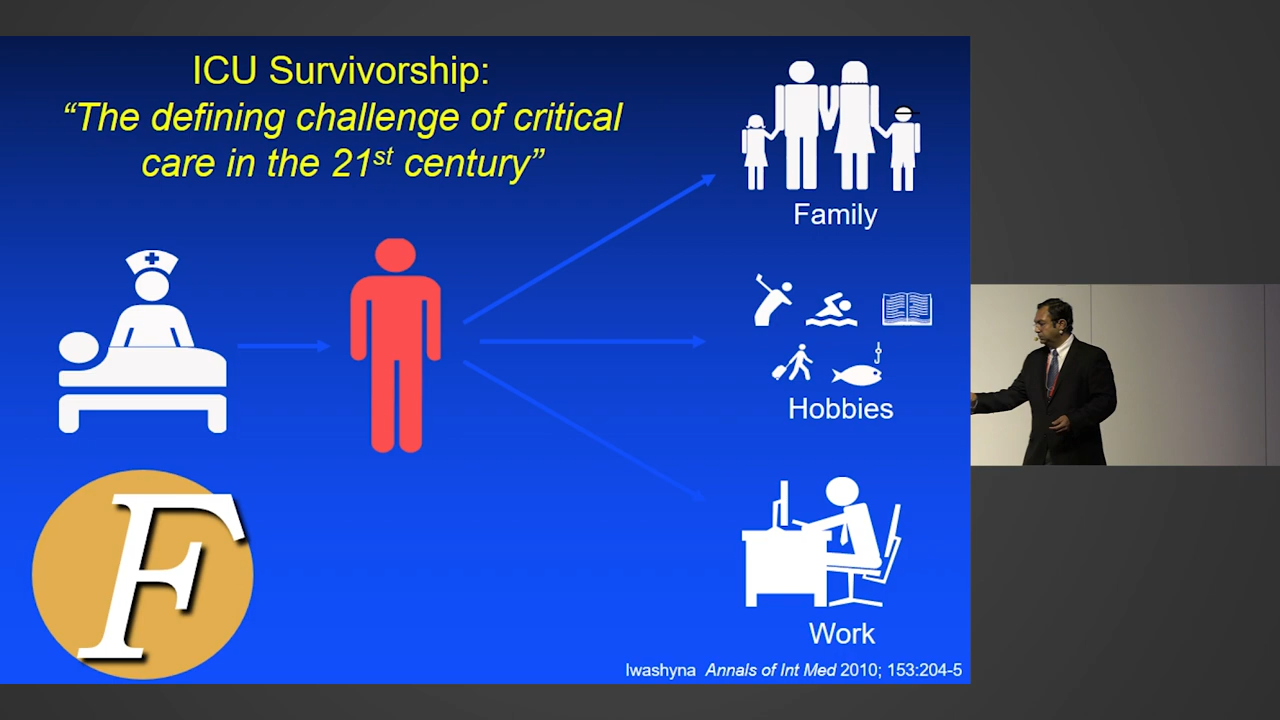 ICU Survivorship:
“The defining challenge of critical
care in the 21st century”
Family
Hobbies
Work
F
Iwashyna Annals of Int Med 2010; 153:204-5